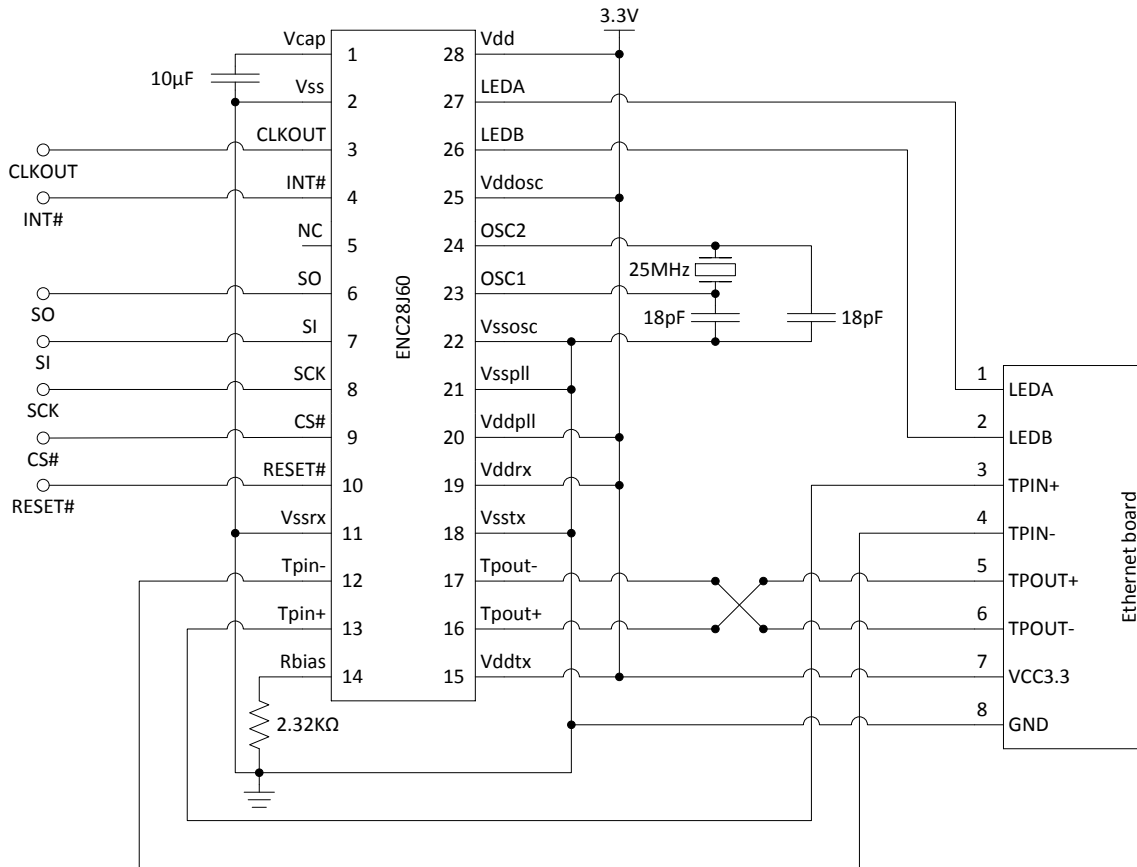 3.3V
Vcap
1
28
Vdd
10µF
Vss
2
27
LEDA
CLKOUT
3
26
LEDB
CLKOUT
INT#
4
25
Vddosc
INT#
NC
5
24
OSC2
25MHz
SO
6
23
OSC1
SO
18pF
18pF
SI
7
22
Vssosc
SI
SCK
8
21
Vsspll
SCK
CS#
9
20
Vddpll
CS#
RESET#
10
19
Vddrx
RESET#
Vssrx
11
18
Vsstx
Tpin-
12
17
Tpout-
Tpin+
13
16
Tpout+
Rbias
14
15
Vddtx
2.32KΩ
ENC28J60
1
LEDA
2
LEDB
3
TPIN+
4
TPIN-
5
TPOUT+
6
TPOUT-
7
VCC3.3
8
GND
Ethernet board